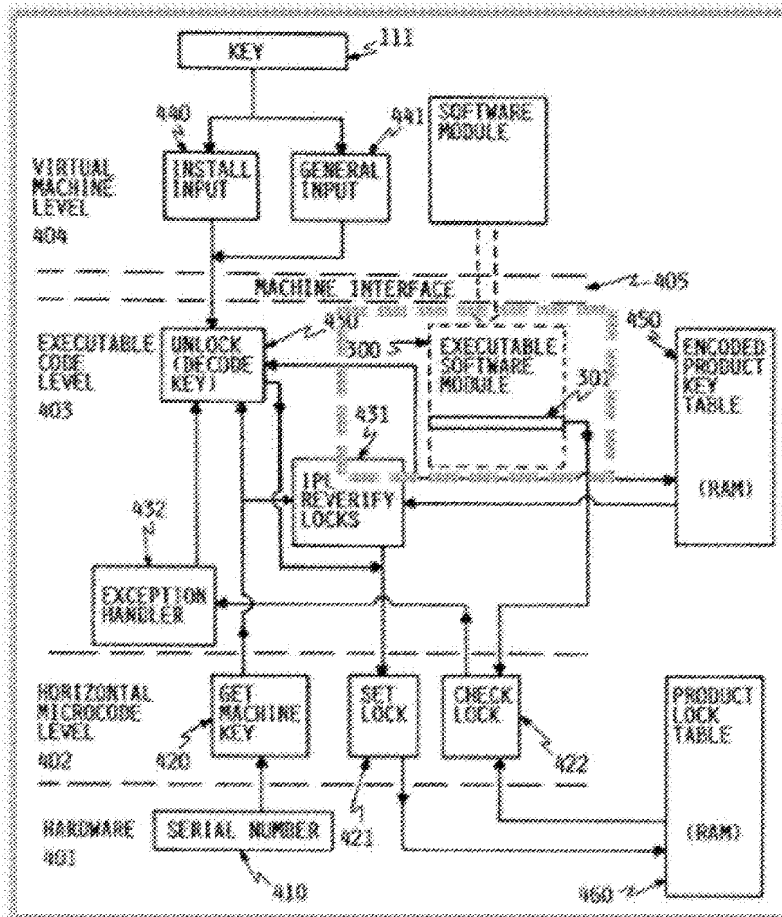 KEY
111
440
441
SOFTWARE
MODULE
INSTALL
INPUT
GENERAL
INPUT
VIRTUAL
MACHINE
LEVEL
404
MACHINE INTERFACE
405
EXECUTABLE
CODE
LEVEL
403
UNLOCK
(DECODE
KEY)
430
300
EXECUTABLE
SOFTWARE
MODULE
301
450
ENCODED
PRODUCT
KEY
TABLE
(RAM)
431
REVERIFY
LOCKS
432
EXCEPTION
HANDLER
HORIZONTAL
MICROCODE
LEVEL
402
GET
MACHINE
KEY
420
SET
LOCK
421
CHECK
LOCK
422
PRODUCT
LOCK
TABLE
(RAM)
460
HARDWARE
401
SERIAL NUMBER
410